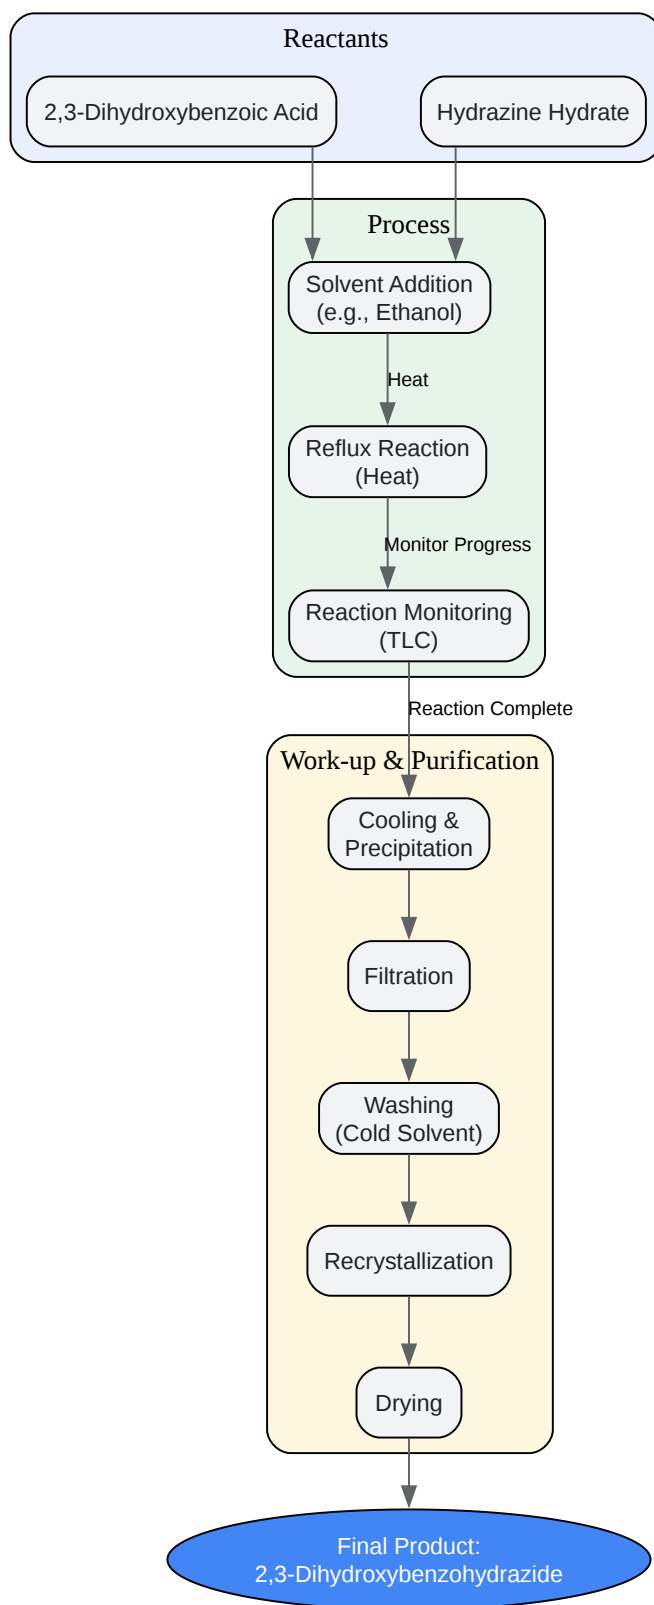 Reactants
2,3-Dihydroxybenzoic Acid
Hydrazine Hydrate
Process
Solvent Addition
(e.g., Ethanol)
Heat
Reflux Reaction
(Heat)
Monitor Progress
Reaction Monitoring
(TLC)
Reaction Complete
Work-up & Purification
Cooling &
Precipitation
Filtration
Washing
(Cold Solvent)
Recrystallization
Drying
Final Product:
2,3-Dihydroxybenzohydrazide